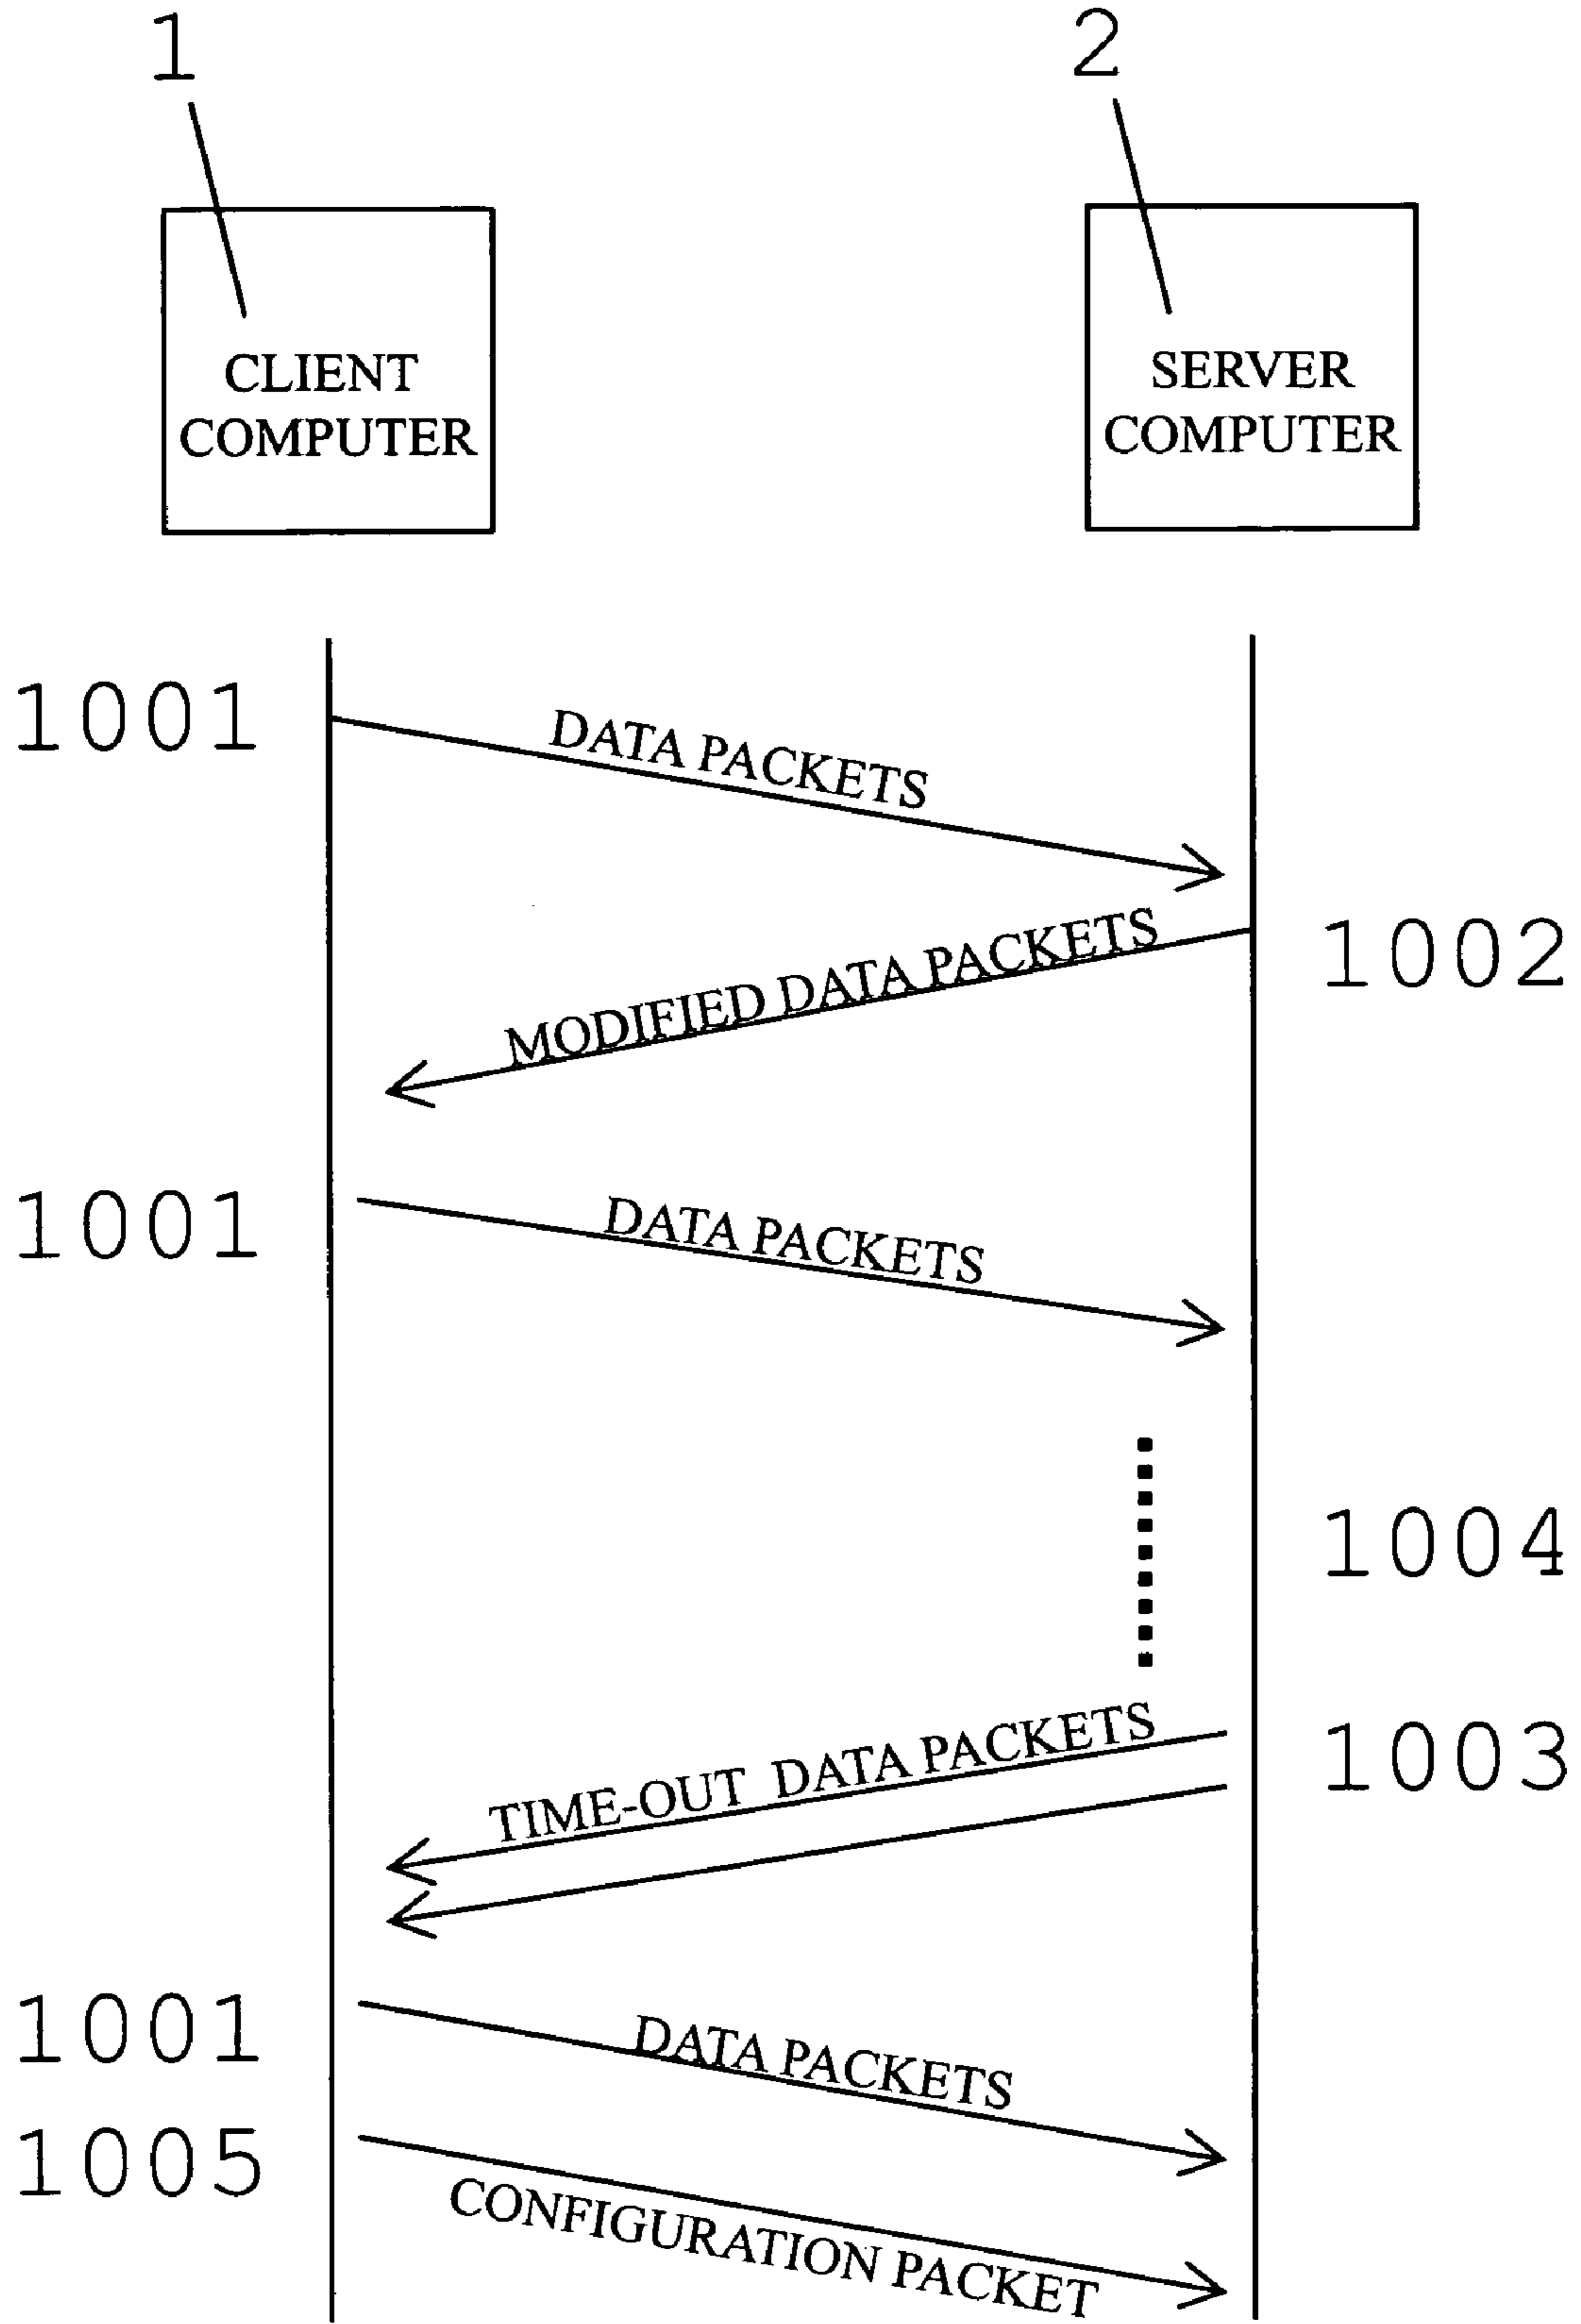 1
2
CLIENT
COMPUTER
SERVER
COMPUTER
1001
DATA PACKETS
MODIFIED DATA PACKETS
1002
1001
DATA PACKETS
1004
TIME-OUT DATA PACKETS
1003
1001
DATA PACKETS
1005
CONFIGURATION PACKET